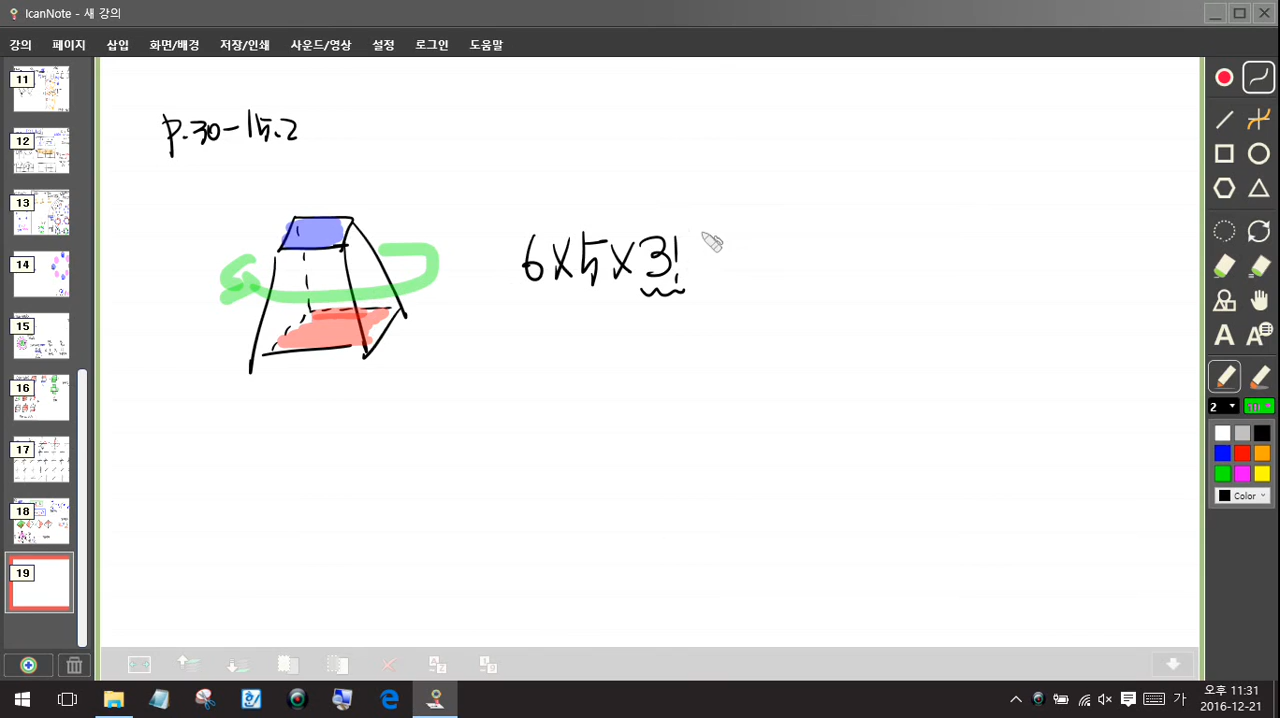 IcanNote - 새 강의
강의 페이지 삽입 화면/배경 저장/인쇄 사운드/영상 설정 로그인 도움말
11
12
13
14
15
16
17
18
19
p.30-15.2
6×5×3!
2
10
Color
가
오후 11:31
2016-12-21